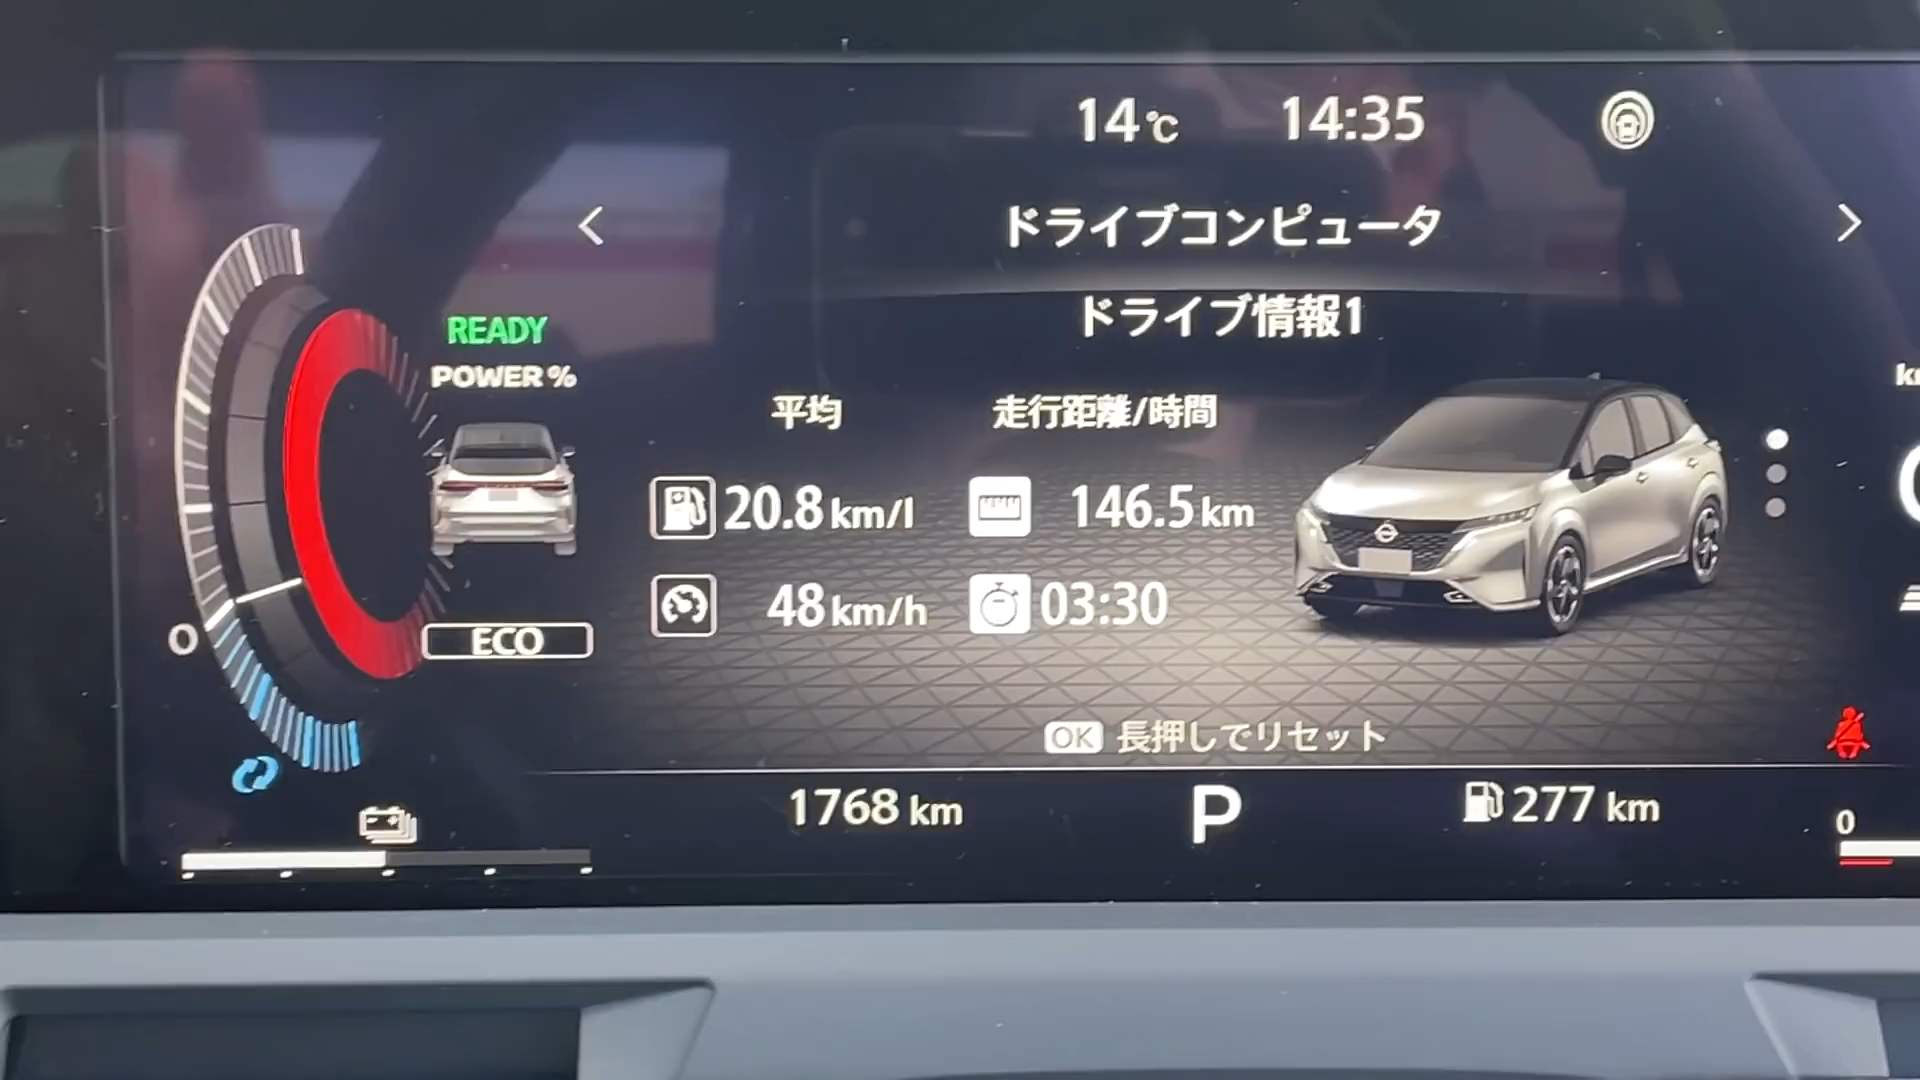 14℃ 14:35
ドライブコンピュータ
ドライブ情報1
READY
POWER %
平均 走行距離/時間
20.8 km/l 146.5 km
48 km/h 03:30
0
ECO
OK 長押しでリセット
1768 km P 277 km
0